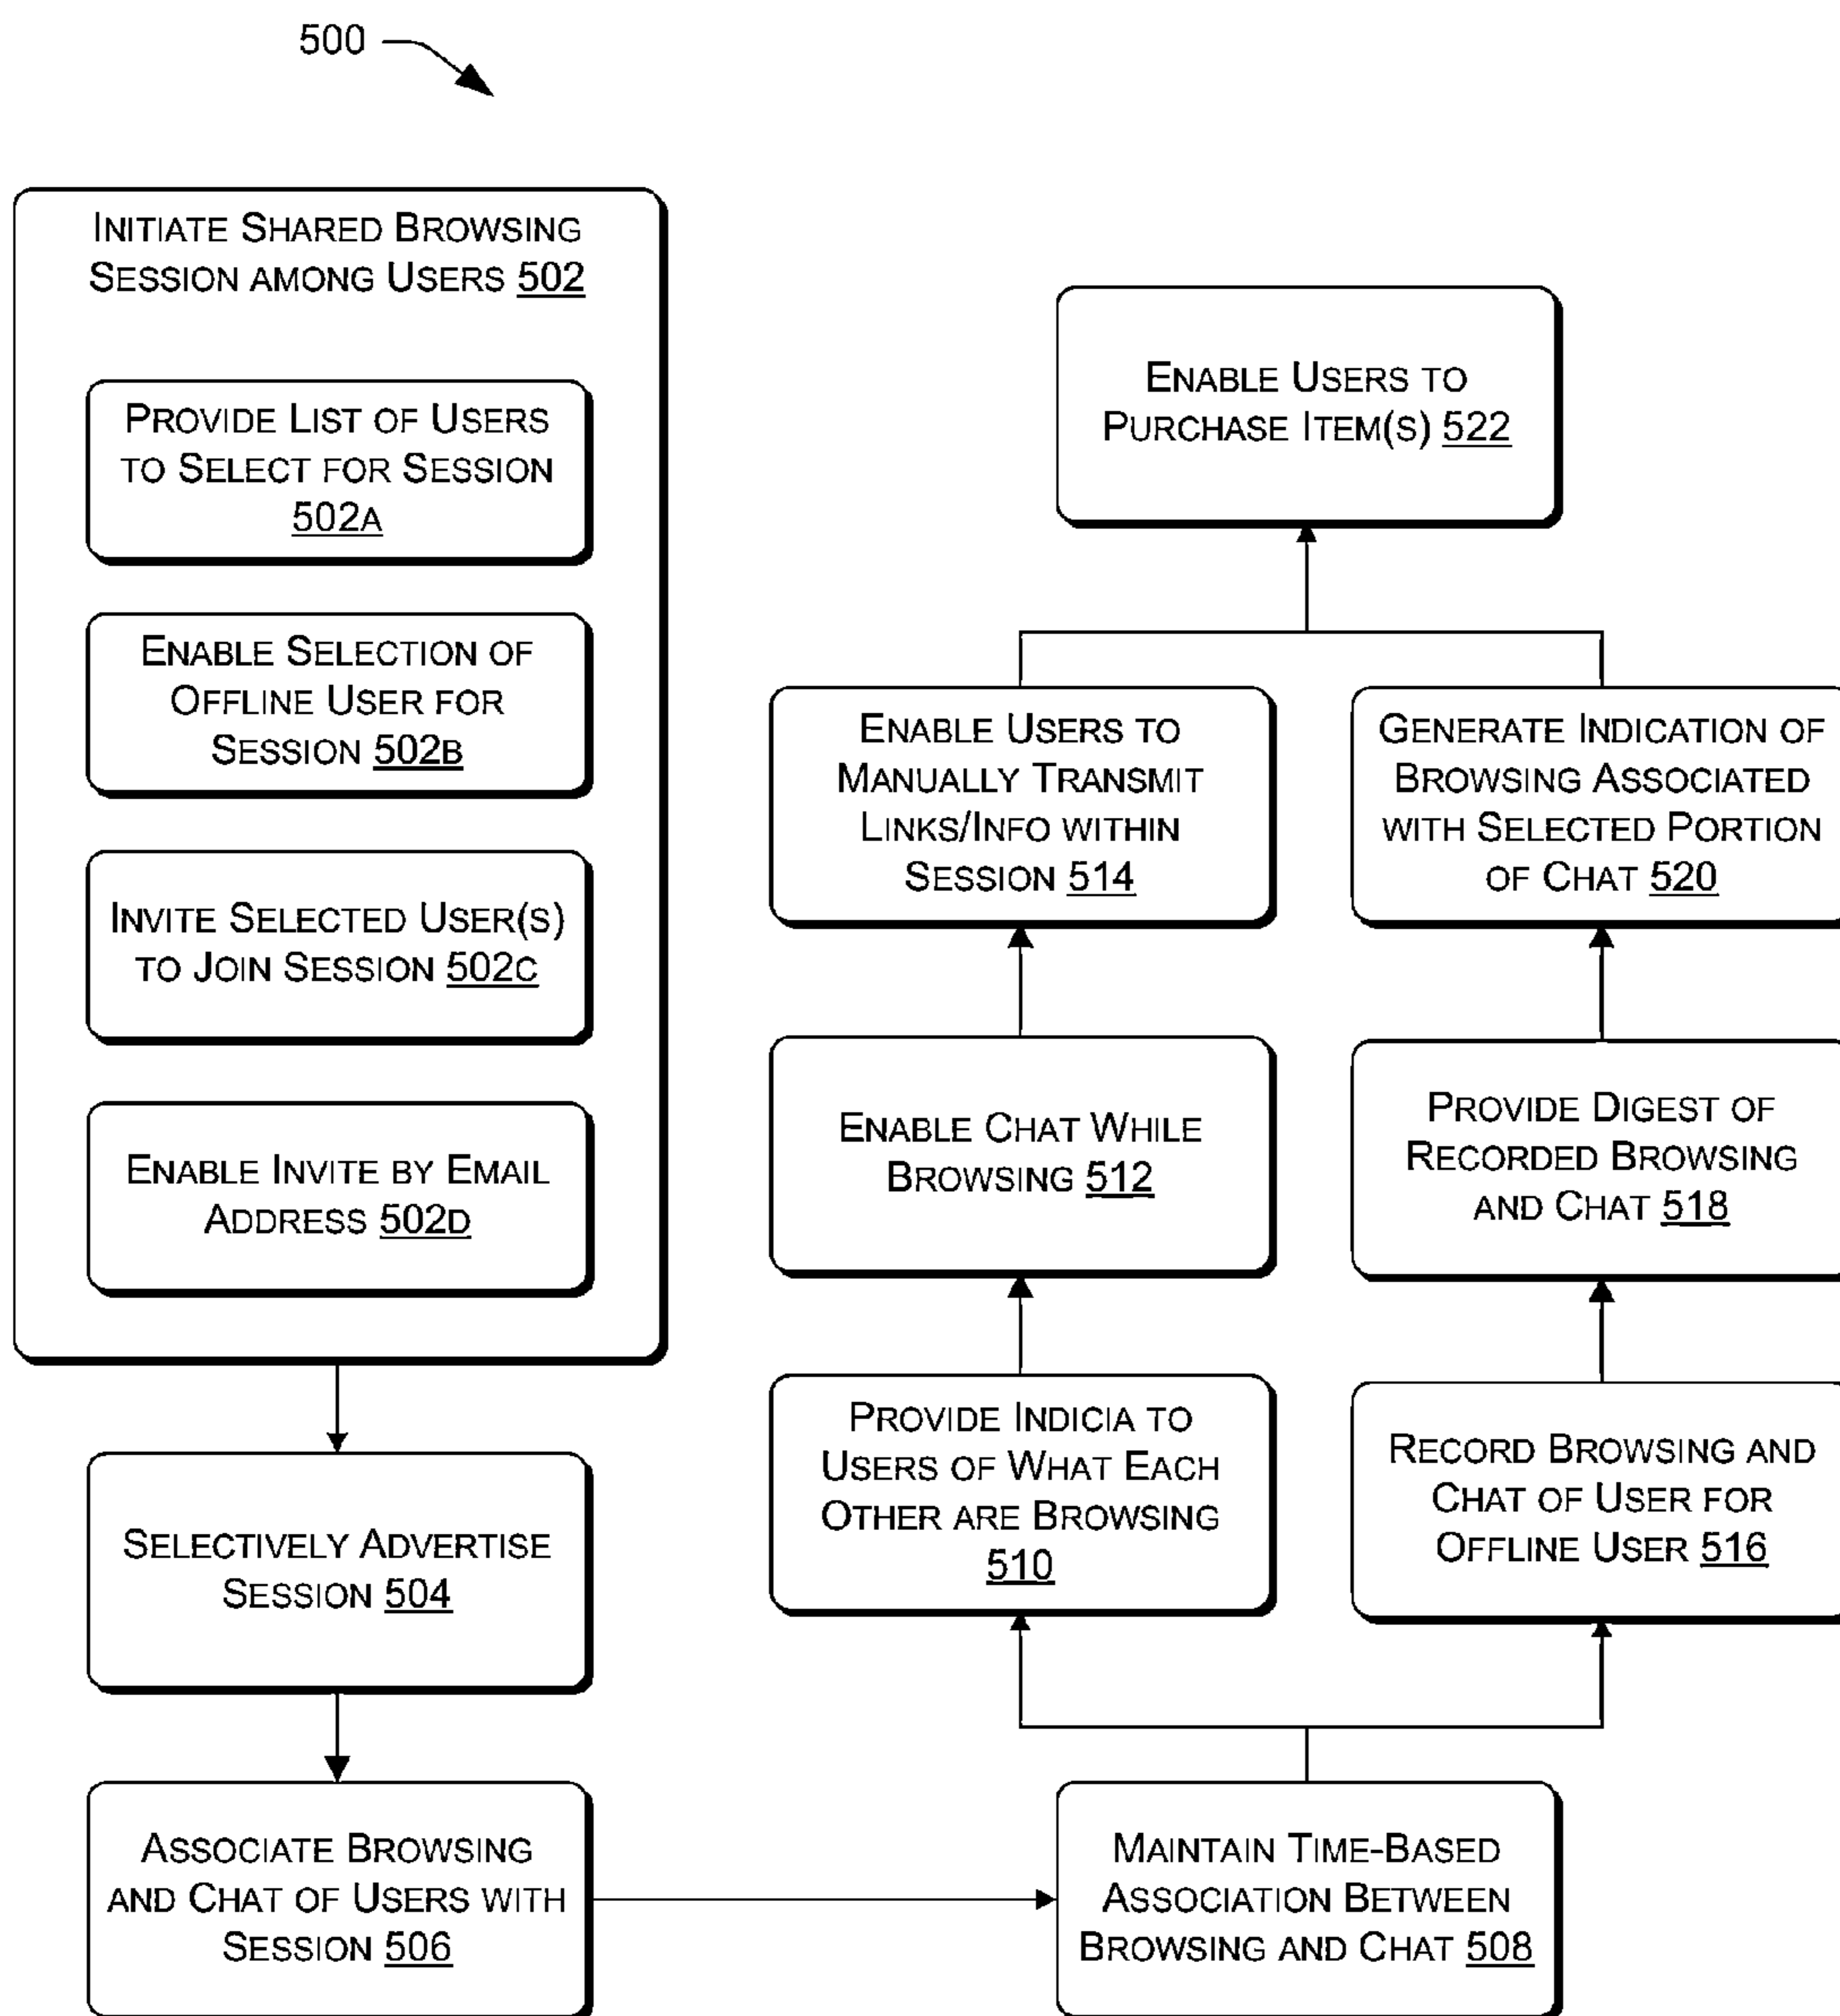 500
INITIATE SHARED BROWSING
SESSION AMONG USERS 502
PROVIDE LIST OF USERS
TO SELECT FOR SESSION
502A
ENABLE SELECTION OF
OFFLINE USER FOR
SESSION 502B
INVITE SELECTED USER(S)
TO JOIN SESSION 502C
ENABLE INVITE BY EMAIL
ADDRESS 502D
SELECTIVELY ADVERTISE
SESSION 504
ASSOCIATE BROWSING
AND CHAT OF USERS WITH
SESSION 506
MAINTAIN TIME-BASED
ASSOCIATION BETWEEN
BROWSING AND CHAT 508
PROVIDE INDICIA TO
USERS OF WHAT EACH
OTHER ARE BROWSING
510
ENABLE CHAT WHILE
BROWSING 512
ENABLE USERS TO
MANUALLY TRANSMIT
LINKS/INFO WITHIN
SESSION 514
RECORD BROWSING AND
CHAT OF USER FOR
OFFLINE USER 516
PROVIDE DIGEST OF
RECORDED BROWSING
AND CHAT 518
GENERATE INDICATION OF
BROWSING ASSOCIATED
WITH SELECTED PORTION
OF CHAT 520
ENABLE USERS TO
PURCHASE ITEM(S) 522